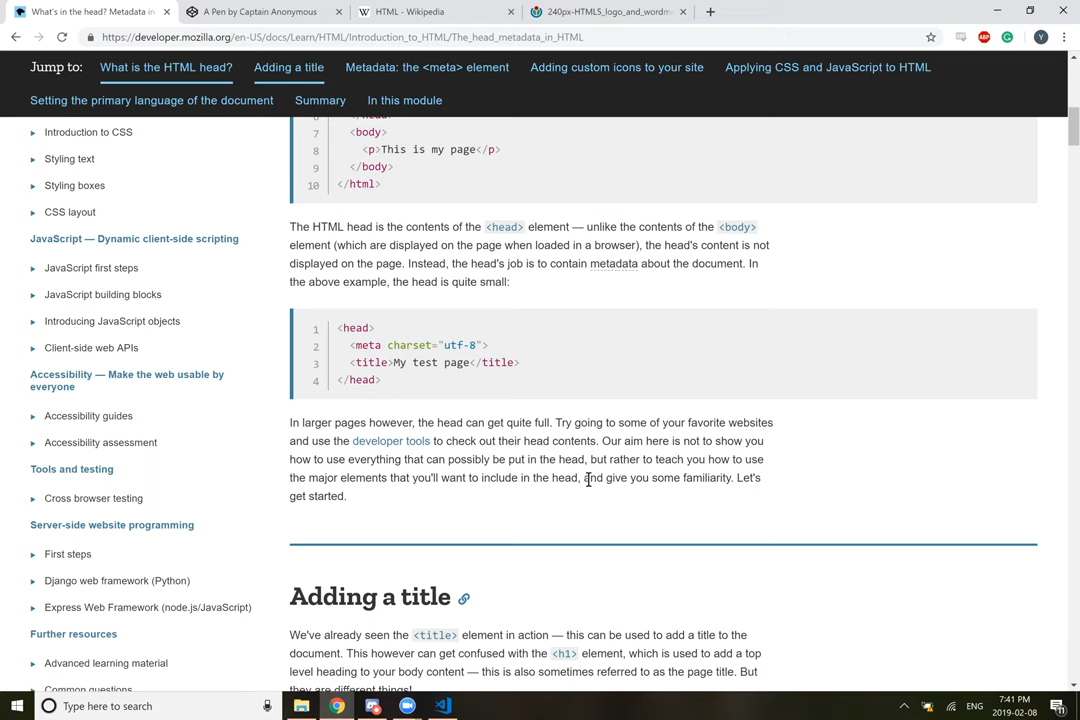 What's in the head? Metadata in
A Pen by Captain Anonymous
HTML - Wikipedia
240px-HTML5_logo_and_wordma
https://developer.mozilla.org/en-US/docs/Learn/HTML/Introduction_to_HTML/The_head_metadata_in_HTML
ABP
G
Y
Jump to:
What is the HTML head?
Adding a title
Metadata: the <meta> element
Adding custom icons to your site
Applying CSS and JavaScript to HTML
Setting the primary language of the document
Summary
In this module
Introduction to CSS
Styling text
Styling boxes
CSS layout
JavaScript — Dynamic client-side scripting
JavaScript first steps
JavaScript building blocks
Introducing JavaScript objects
Client-side web APIs
Accessibility — Make the web usable by
everyone
Accessibility guides
Accessibility assessment
Tools and testing
Cross browser testing
Server-side website programming
First steps
Django web framework (Python)
Express Web Framework (node.js/JavaScript)
Further resources
Advanced learning material
Common questions
6 </head>
7 <body>
8 <p>This is my page</p>
9 </body>
10 </html>
The HTML head is the contents of the <head> element — unlike the contents of the <body>
element (which are displayed on the page when loaded in a browser), the head's content is not
displayed on the page. Instead, the head's job is to contain metadata about the document. In
the above example, the head is quite small:
1 <head>
2 <meta charset="utf-8">
3 <title>My test page</title>
4 </head>
In larger pages however, the head can get quite full. Try going to some of your favorite websites
and use the developer tools to check out their head contents. Our aim here is not to show you
how to use everything that can possibly be put in the head, but rather to teach you how to use
the major elements that you'll want to include in the head, and give you some familiarity. Let's
get started.
Adding a title
We've already seen the <title> element in action — this can be used to add a title to the
document. This however can get confused with the <h1> element, which is used to add a top
level heading to your body content — this is also sometimes referred to as the page title. But
they are different things!
Type here to search
ENG
7:41 PM
2019-02-08